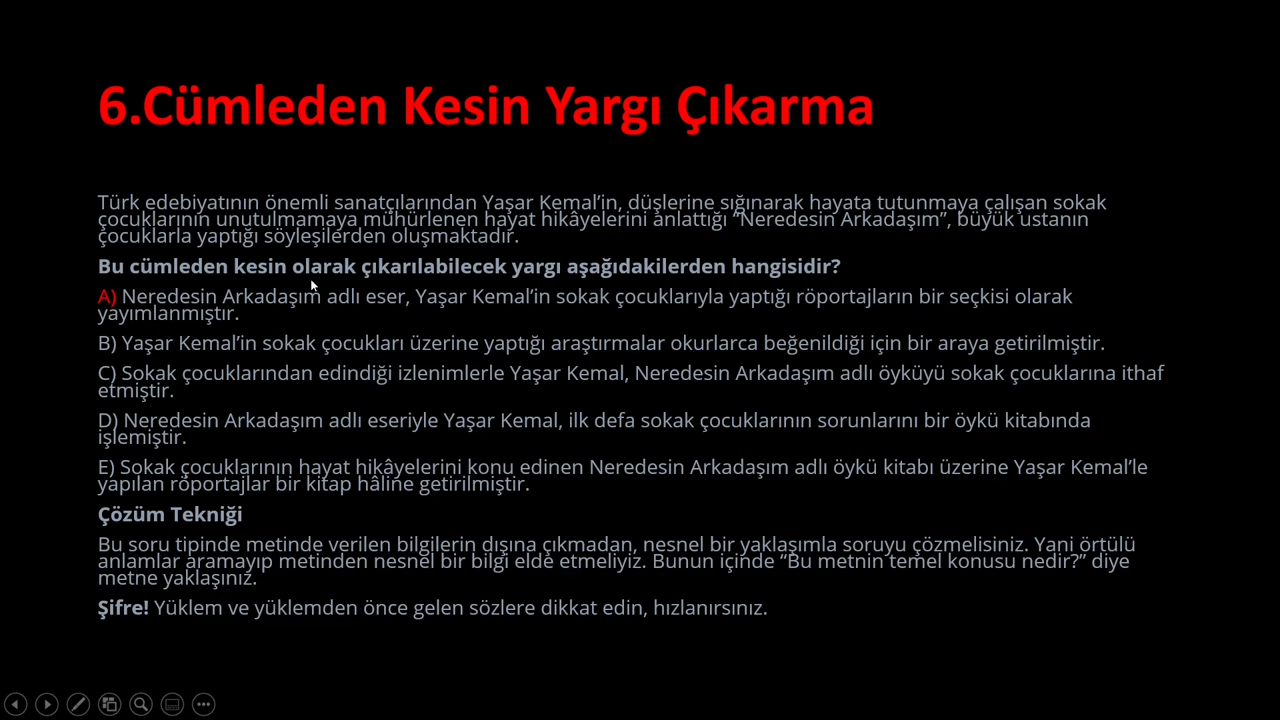 6.Cümleden Kesin Yargı Çıkarma
Türk edebiyatının önemli sanatçılarından Yaşar Kemal’in, düşlerine sığınarak hayata tutunmaya çalışan sokak
çocuklarının unutulmamaya mühürlenen hayat hikâyelerini anlattığı “Neredesin Arkadaşım”, büyük ustanın
çocuklarla yaptığı söyleşilerden oluşmaktadır.
Bu cümleden kesin olarak çıkarılabilecek yargı aşağıdakilerden hangisidir?
A) Neredesin Arkadaşım adlı eser, Yaşar Kemal’in sokak çocuklarıyla yaptığı röportajların bir seçkisi olarak
yayımlanmıştır.
B) Yaşar Kemal’in sokak çocukları üzerine yaptığı araştırmalar okurlarca beğenildiği için bir araya getirilmiştir.
C) Sokak çocuklarından edindiği izlenimlerle Yaşar Kemal, Neredesin Arkadaşım adlı öyküyü sokak çocuklarına ithaf
etmiştir.
D) Neredesin Arkadaşım adlı eseriyle Yaşar Kemal, ilk defa sokak çocuklarının sorunlarını bir öykü kitabında
işlemiştir.
E) Sokak çocuklarının hayat hikâyelerini konu edinen Neredesin Arkadaşım adlı öykü kitabı üzerine Yaşar Kemal’le
yapılan röportajlar bir kitap hâline getirilmiştir.
Çözüm Tekniği
Bu soru tipinde metinde verilen bilgilerin dışına çıkmadan, nesnel bir yaklaşımla soruyu çözmelisiniz. Yani örtülü
anlamlar aramayıp metinden nesnel bir bilgi elde etmeliyiz. Bunun içinde “Bu metnin temel konusu nedir?” diye
metne yaklaşınız.
Şifre! Yüklem ve yüklemden önce gelen sözlere dikkat edin, hızlanırsınız.